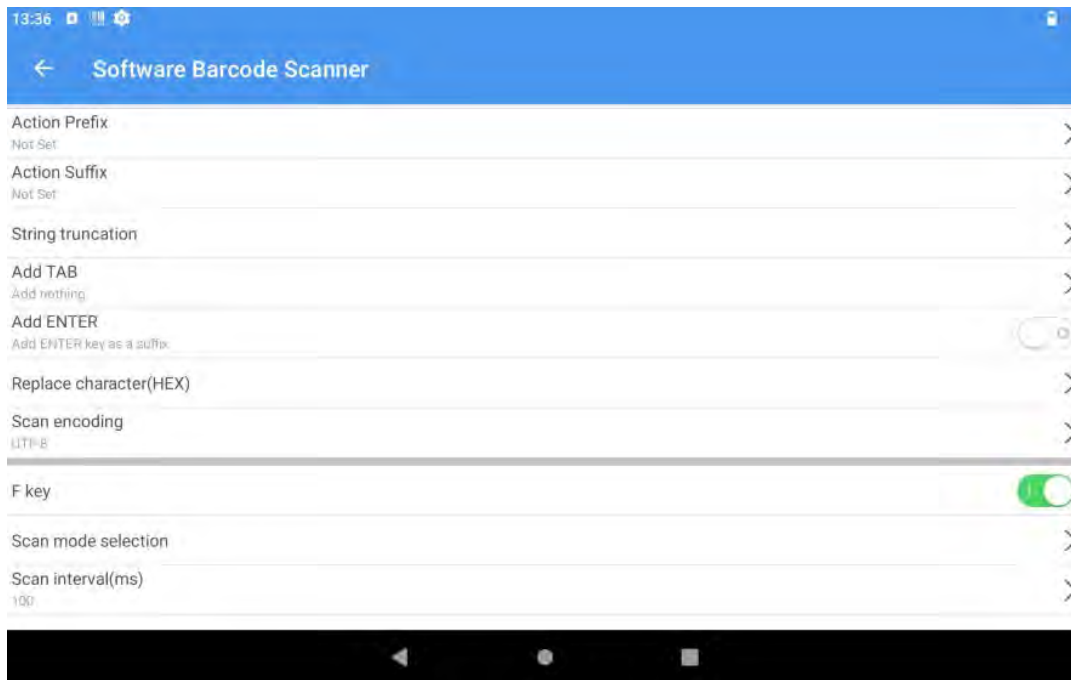 13:36
Software Barcode Scanner
Action Prefix
Not Set
Action Suffix
Not Set
String truncation
Add TAB
Add nothing
Add ENTER
Add ENTER key as a suffix
Replace character(HEX)
Scan encoding
UTF-8
F key
Scan mode selection
Scan interval(ms)
100